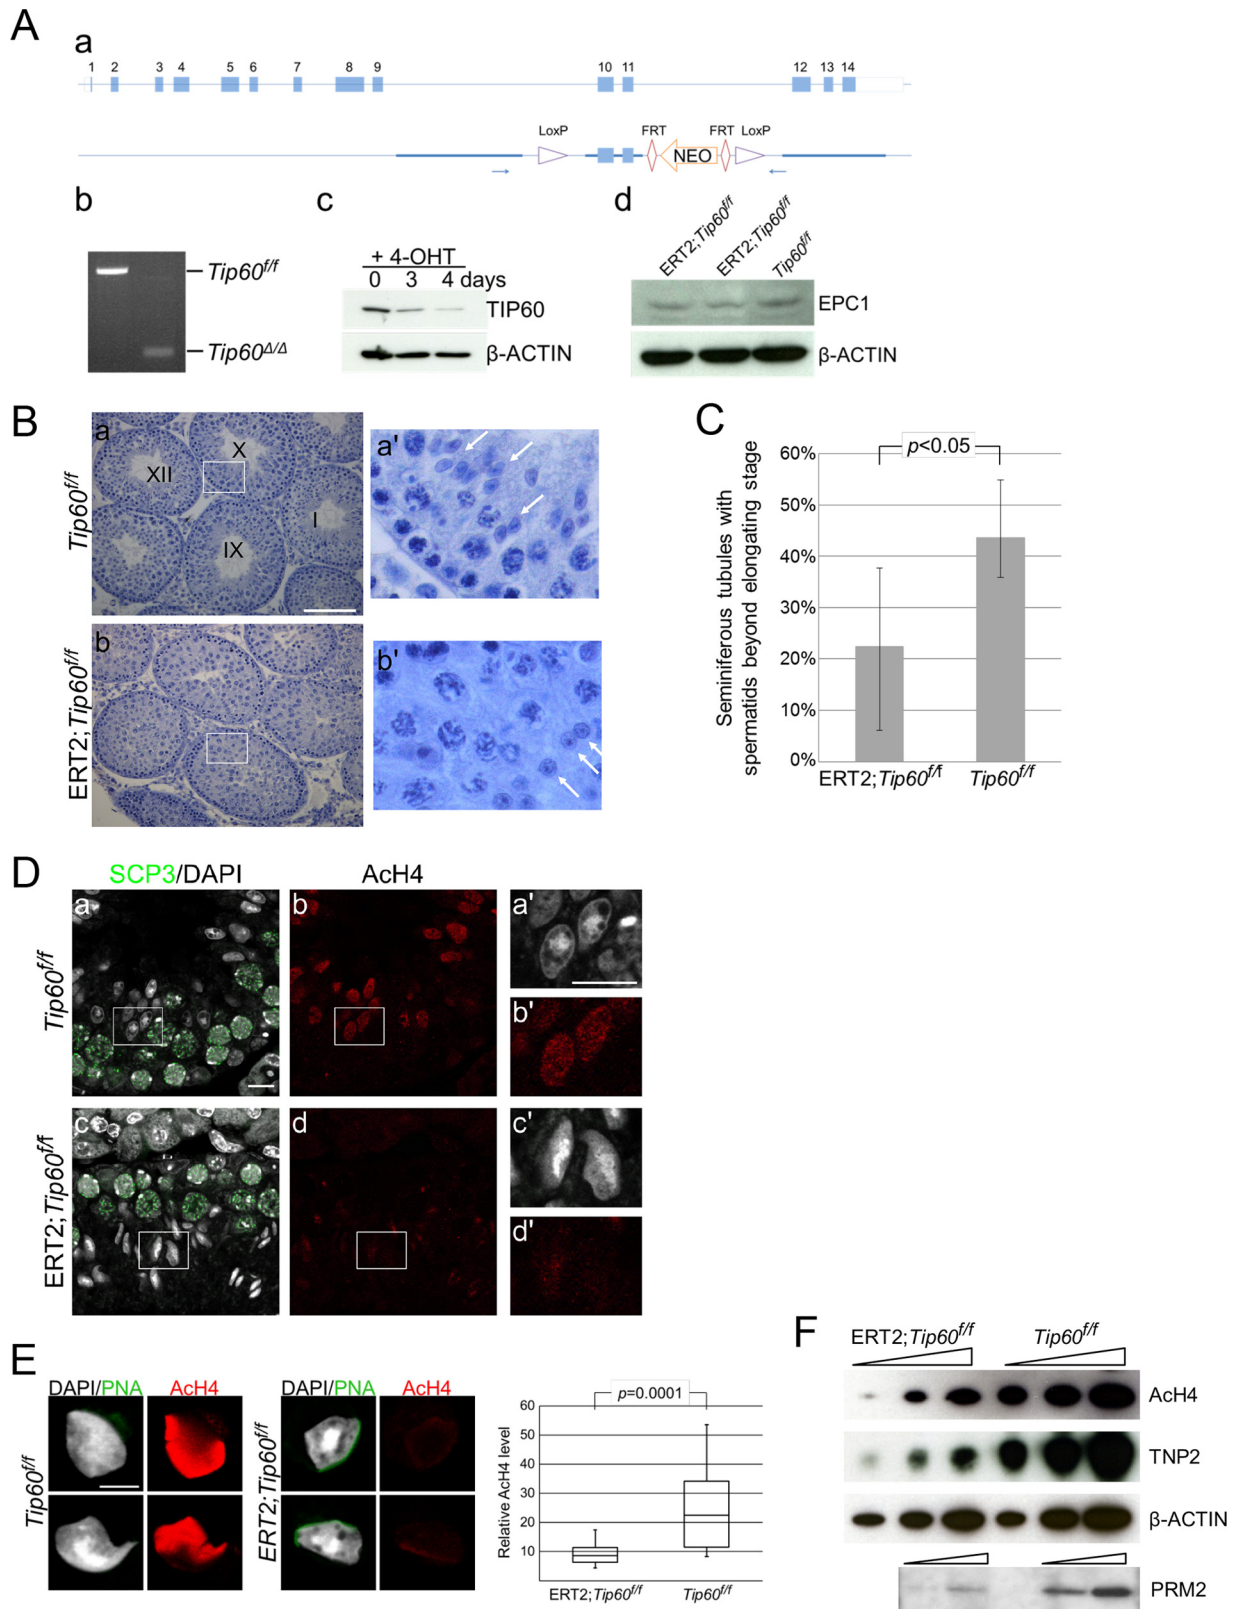 A
a
1 2 3 4 5 6 7 8 9 10 11 12 13 14
LoxP FRT FRT LoxP
NEO
b
Tip60f/f
Tip60Δ/Δ
c
+ 4-OHT
0 3 4 days
TIP60
β-ACTIN
d
ERT2;Tip60f/f
ERT2;Tip60f/f
Tip60f/f
EPC1
β-ACTIN
B
Tip60f/f
a
XII
X
I
IX
a'
ERT2;Tip60f/f
b
b'
C
p<0.05
Seminiferous tubules with
spermatids beyond elongating stage
60%
50%
40%
30%
20%
10%
0%
ERT2;Tip60f/f
Tip60f/f
D
SCP3/DAPI
AcH4
Tip60f/f
a
b
a'
b'
ERT2;Tip60f/f
c
d
c'
d'
E
DAPI/PNA
AcH4
DAPI/PNA
AcH4
Tip60f/f
ERT2;Tip60f/f
p=0.0001
Relative AcH4 level
60
50
40
30
20
10
ERT2;Tip60f/f
Tip60f/f
F
ERT2;Tip60f/f
Tip60f/f
AcH4
TNP2
β-ACTIN
PRM2